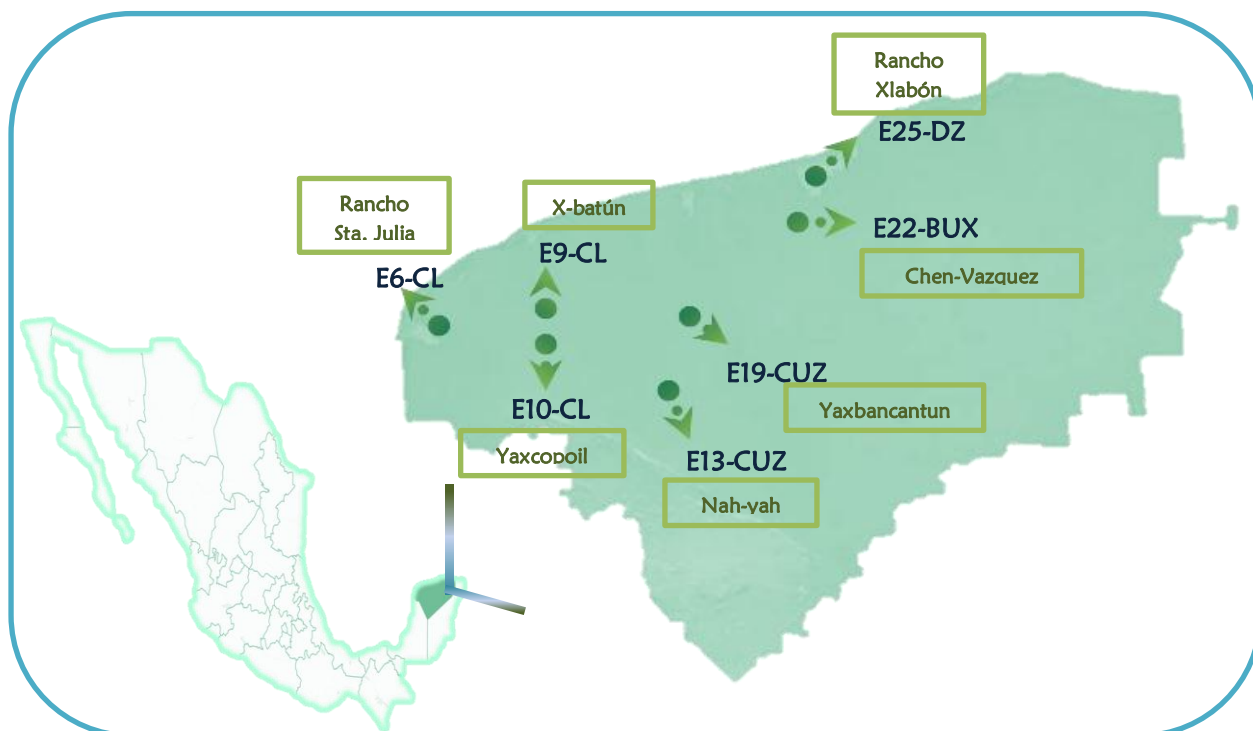 Rancho
Xlabón
E25-DZ
Rancho
Sta. Julia
X-batún
E6-CL
E9-CL
E22-BUX
Chen-Vazquez
E19-CUZ
Yaxbancantun
E10-CL
Yaxcopoil
E13-CUZ
Nah-yah